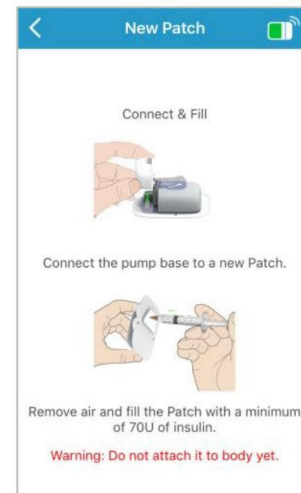 New Patch
Connect & Fill
Connect the pump base to a new Patch.
Remove air and fill the Patch with a minimum
of 70U of insulin.
Warning: Do not attach it to body yet.